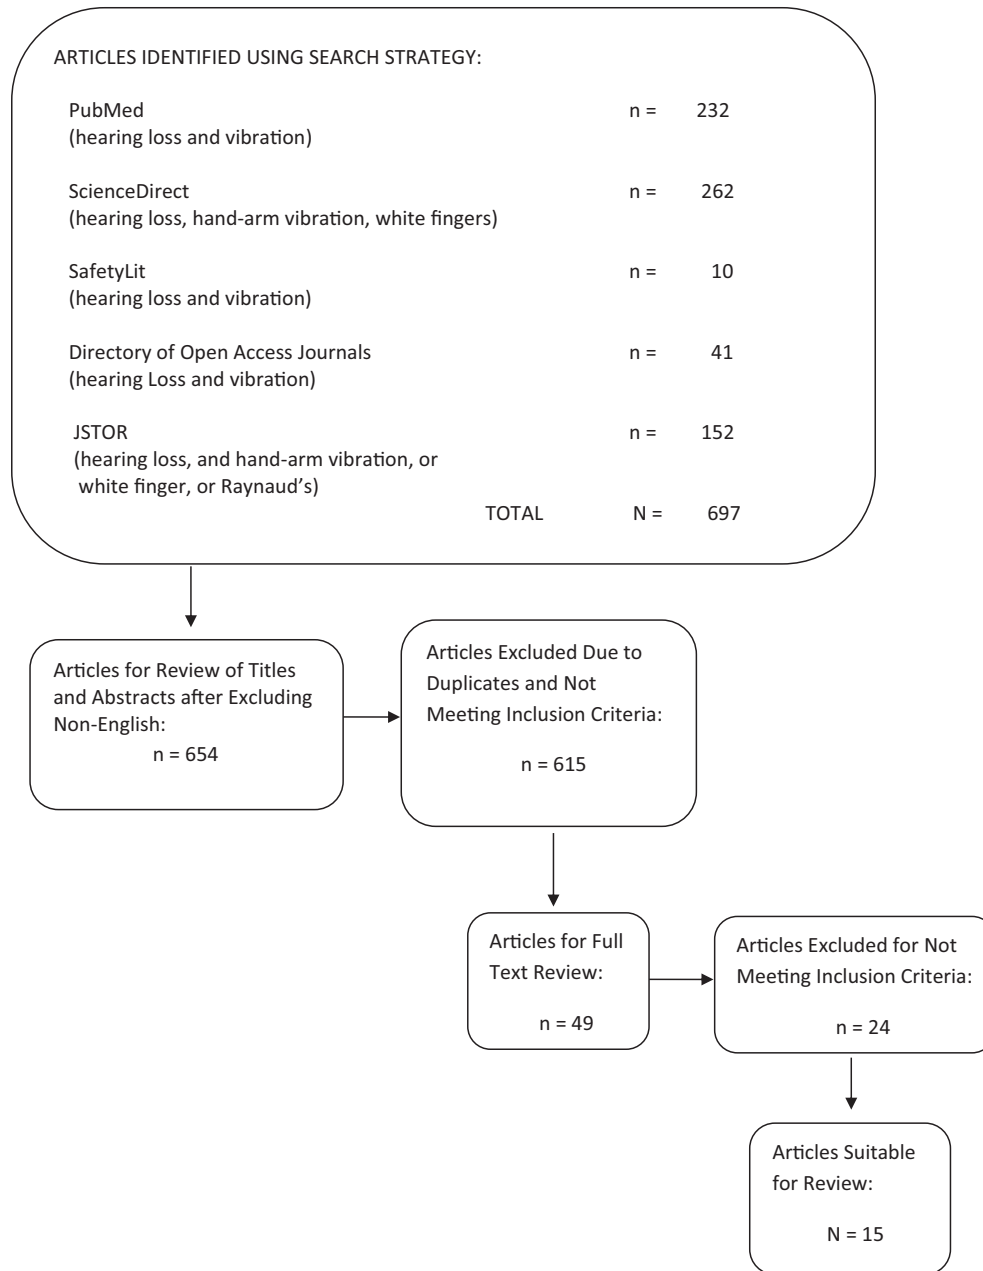 ARTICLES IDENTIFIED USING SEARCH STRATEGY:
PubMed n = 232
(hearing loss and vibration)
ScienceDirect n = 262
(hearing loss, hand-arm vibration, white fingers)
SafetyLit n = 10
(hearing loss and vibration)
Directory of Open Access Journals n = 41
(hearing Loss and vibration)
JSTOR n = 152
(hearing loss, and hand-arm vibration, or
white finger, or Raynaud's)
TOTAL N = 697
Articles for Review of Titles
and Abstracts after Excluding
Non-English:
n = 654
Articles Excluded Due to
Duplicates and Not
Meeting Inclusion Criteria:
n = 615
Articles for Full
Text Review:
n = 49
Articles Excluded for Not
Meeting Inclusion Criteria:
n = 24
Articles Suitable
for Review:
N = 15